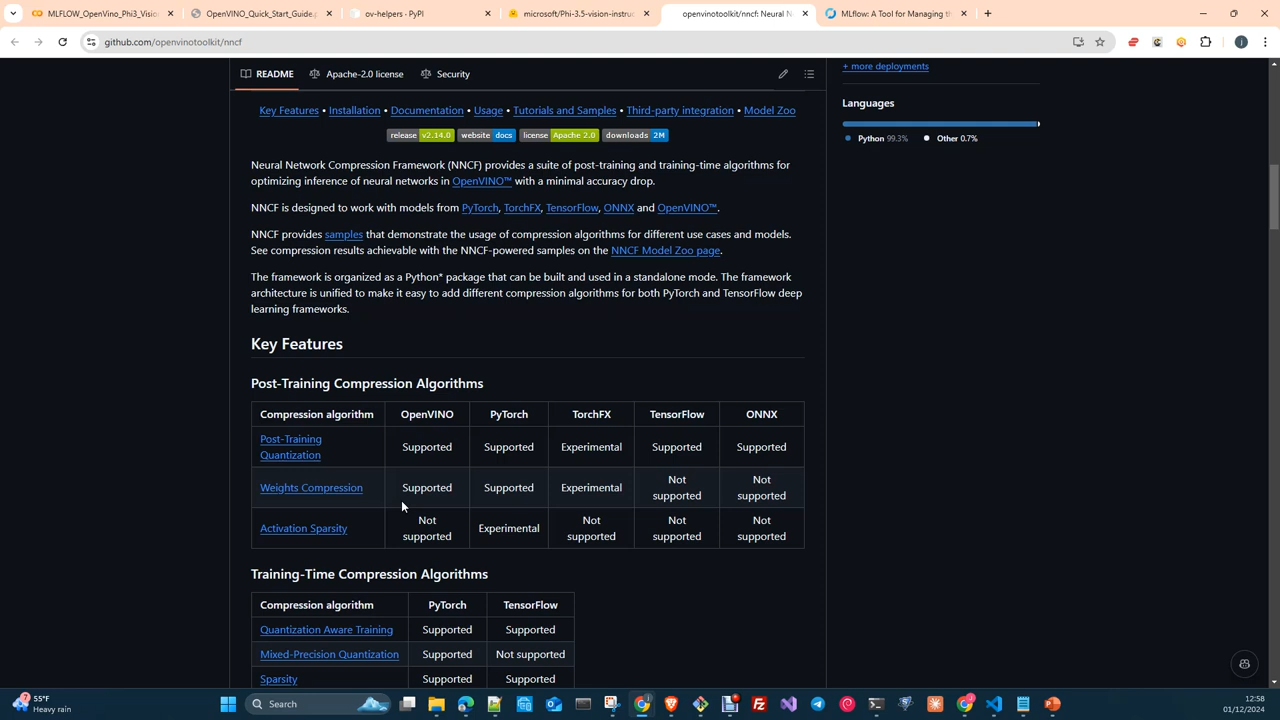 MLFLOW_OpenVino_Phi3_Vision
OpenVINO_Quick_Start_Guide.p
ov-helpers · PyPI
microsoft/Phi-3.5-vision-instruc
openvinotoolkit/nncf: Neural N
MLflow: A Tool for Managing th
github.com/openvinotoolkit/nncf
README
Apache-2.0 license
Security
+ more deployments
Languages
Python 99.3%
Other 0.7%
Key Features • Installation • Documentation • Usage • Tutorials and Samples • Third-party integration • Model Zoo
release v2.14.0 website docs license Apache 2.0 downloads 2M
Neural Network Compression Framework (NNCF) provides a suite of post-training and training-time algorithms for
optimizing inference of neural networks in OpenVINO™ with a minimal accuracy drop.
NNCF is designed to work with models from PyTorch, TorchFX, TensorFlow, ONNX and OpenVINO™.
NNCF provides samples that demonstrate the usage of compression algorithms for different use cases and models.
See compression results achievable with the NNCF-powered samples on the NNCF Model Zoo page.
The framework is organized as a Python* package that can be built and used in a standalone mode. The framework
architecture is unified to make it easy to add different compression algorithms for both PyTorch and TensorFlow deep
learning frameworks.
Key Features
Post-Training Compression Algorithms
Compression algorithm OpenVINO PyTorch TorchFX TensorFlow ONNX
Post-Training
Quantization
Supported Supported Experimental Supported Supported
Weights Compression Supported Supported Experimental Not
supported Not
supported
Activation Sparsity Not
supported Experimental Not
supported Not
supported Not
supported
Training-Time Compression Algorithms
Compression algorithm PyTorch TensorFlow
Quantization Aware Training Supported Supported
Mixed-Precision Quantization Supported Not supported
Sparsity Supported Supported
7
55°F
Heavy rain
Search
12:58
01/12/2024